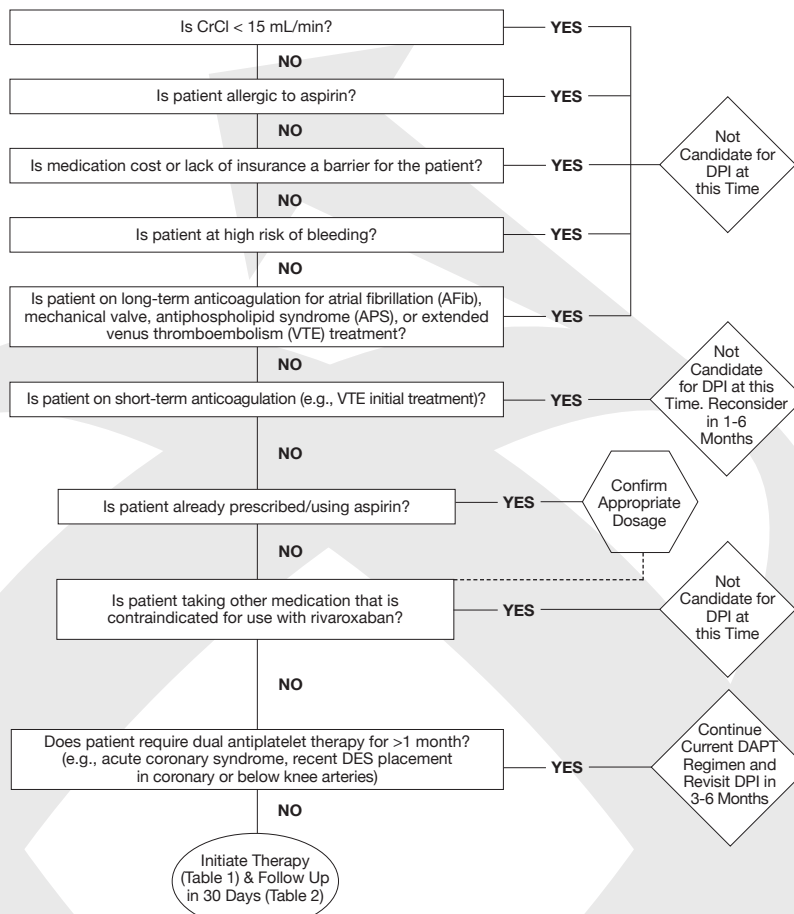 Is CrCl < 15 mL/min?
YES
NO
Is patient allergic to aspirin?
YES
NO
Not
Candidate for
DPI at
this Time
Is medication cost or lack of insurance a barrier for the patient?
YES
NO
Is patient at high risk of bleeding?
YES
NO
Is patient on long-term anticoagulation for atrial fibrillation (AFib),
mechanical valve, antiphospholipid syndrome (APS), or extended
venus thromboembolism (VTE) treatment?
YES
NO
Is patient on short-term anticoagulation (e.g., VTE initial treatment)?
YES
Not
Candidate
for DPI at this
Time. Reconsider
in 1-6
Months
NO
Is patient already prescribed/using aspirin?
YES
Confirm
Appropriate
Dosage
NO
Is patient taking other medication that is
contraindicated for use with rivaroxaban?
YES
Not
Candidate for
DPI at
this Time
NO
Does patient require dual antiplatelet therapy for >1 month?
(e.g., acute coronary syndrome, recent DES placement
in coronary or below knee arteries)
YES
Continue
Current DAPT
Regimen and
Revisit DPI in
3-6 Months
NO
Initiate Therapy
(Table 1) & Follow Up
in 30 Days (Table 2)